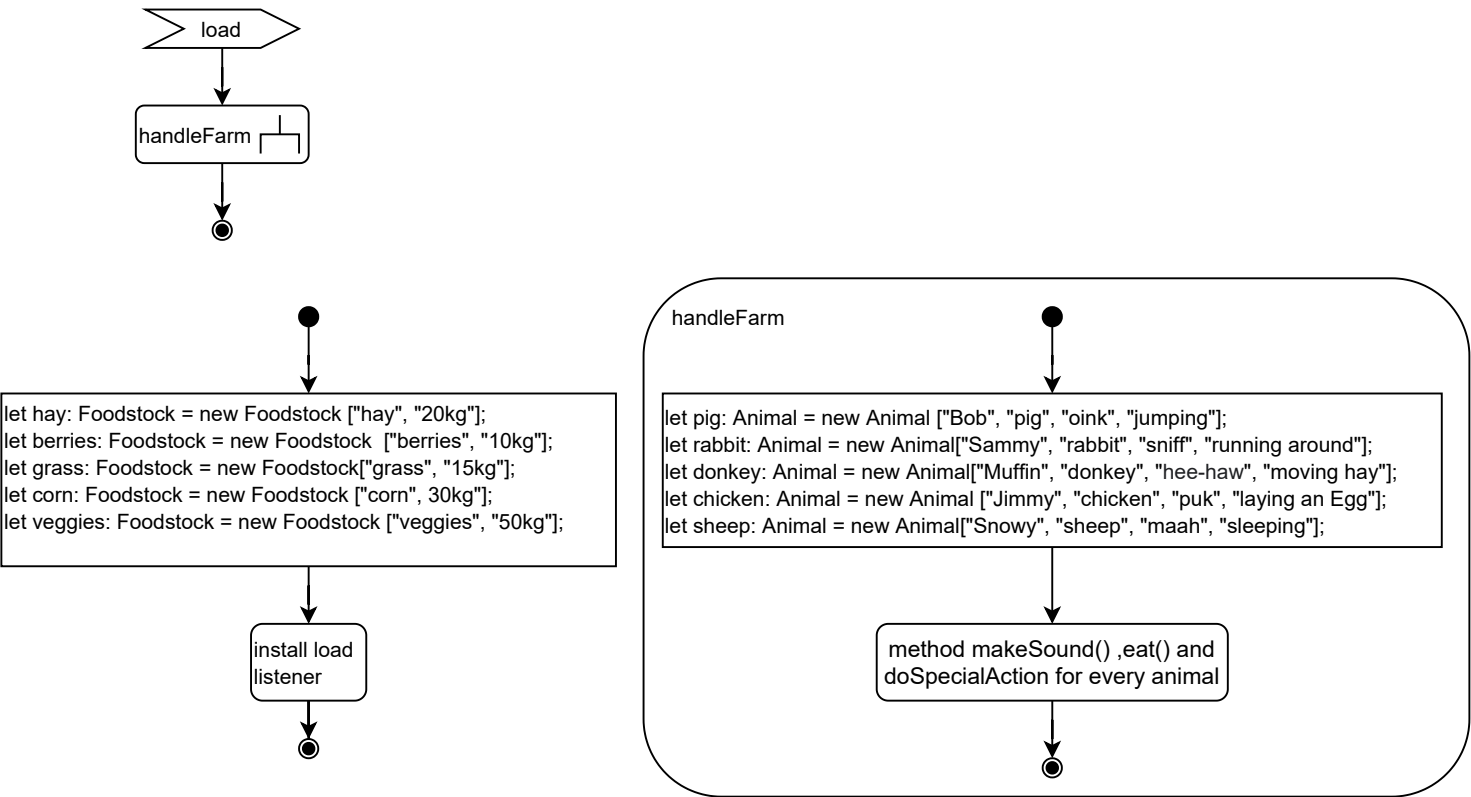 load
handleFarm
let hay: Foodstock = new Foodstock ["hay", "20kg"];
let berries: Foodstock = new Foodstock  ["berries", "10kg"];
let grass: Foodstock = new Foodstock["grass", "15kg"];
let corn: Foodstock = new Foodstock ["corn", 30kg"];
let veggies: Foodstock = new Foodstock ["veggies", "50kg"];
install load
listener
handleFarm
let pig: Animal = new Animal ["Bob", "pig", "oink", "jumping"];
let rabbit: Animal = new Animal["Sammy", "rabbit", "sniff", "running around"];
let donkey: Animal = new Animal["Muffin", "donkey", "hee-haw", "moving hay"];
let chicken: Animal = new Animal ["Jimmy", "chicken", "puk", "laying an Egg"];
let sheep: Animal = new Animal["Snowy", "sheep", "maah", "sleeping"];
method makeSound() ,eat() and
doSpecialAction for every animal